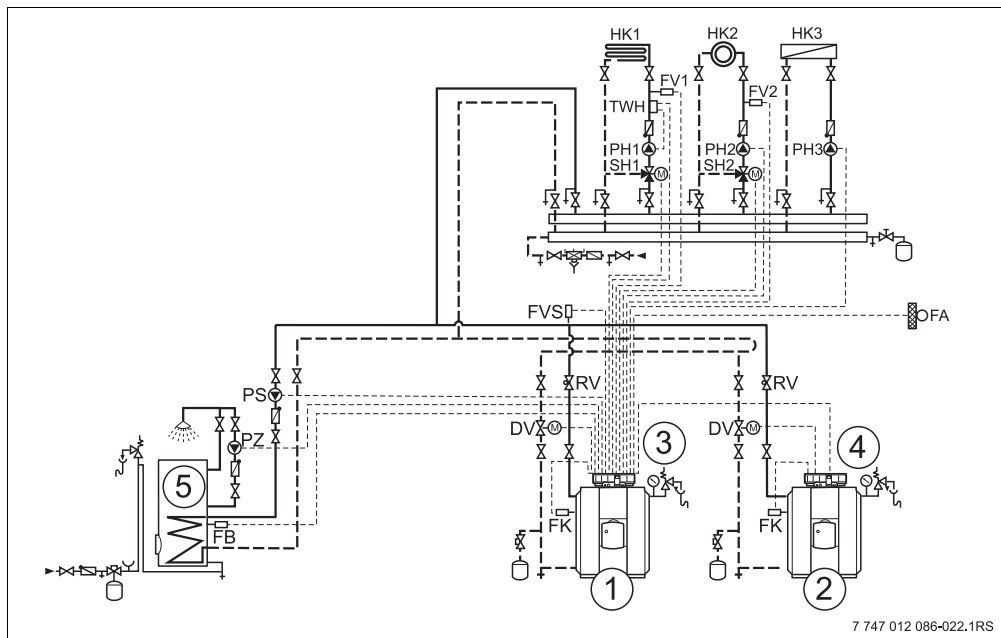 HK1 HK2 HK3
FV1 FV2
TWH
PH1 PH2 PH3
SH1 M SH2 M
FVS FA
RV RV
PS
DV M 3 DV M 4
PZ
5
FK FK
FB
1 2
7 747 012 086-022.1RS